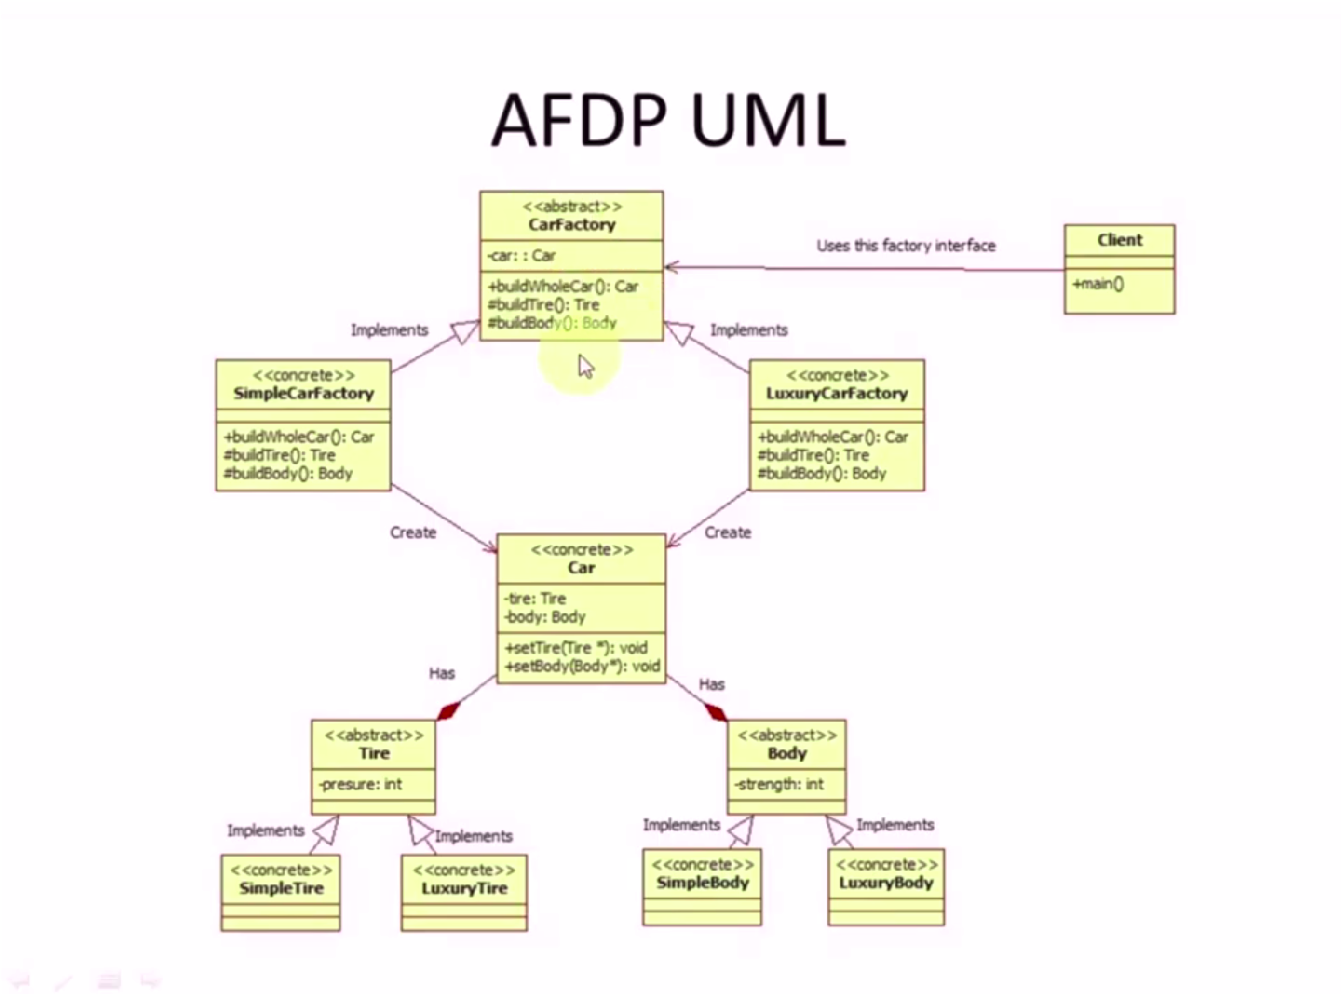 AFDP UML
<<abstract>>
CarFactory
-car: : Car
+buildWholeCar(): Car
#buildTire(): Tire
#buildBody(): Body
Uses this factory interface
Client
+main()
Implements
Implements
<<concrete>>
SimpleCarFactory
+buildWholeCar(): Car
#buildTire(): Tire
#buildBody(): Body
<<concrete>>
LuxuryCarFactory
+buildWholeCar(): Car
#buildTire(): Tire
#buildBody(): Body
Create
Create
<<concrete>>
Car
-tire: Tire
-body: Body
+setTire(Tire *): void
+setBody(Body*): void
Has
Has
<<abstract>>
Tire
-presure: int
<<abstract>>
Body
-strength: int
Implements
Implements
Implements
Implements
<<concrete>>
SimpleTire
<<concrete>>
LuxuryTire
<<concrete>>
SimpleBody
<<concrete>>
LuxuryBody